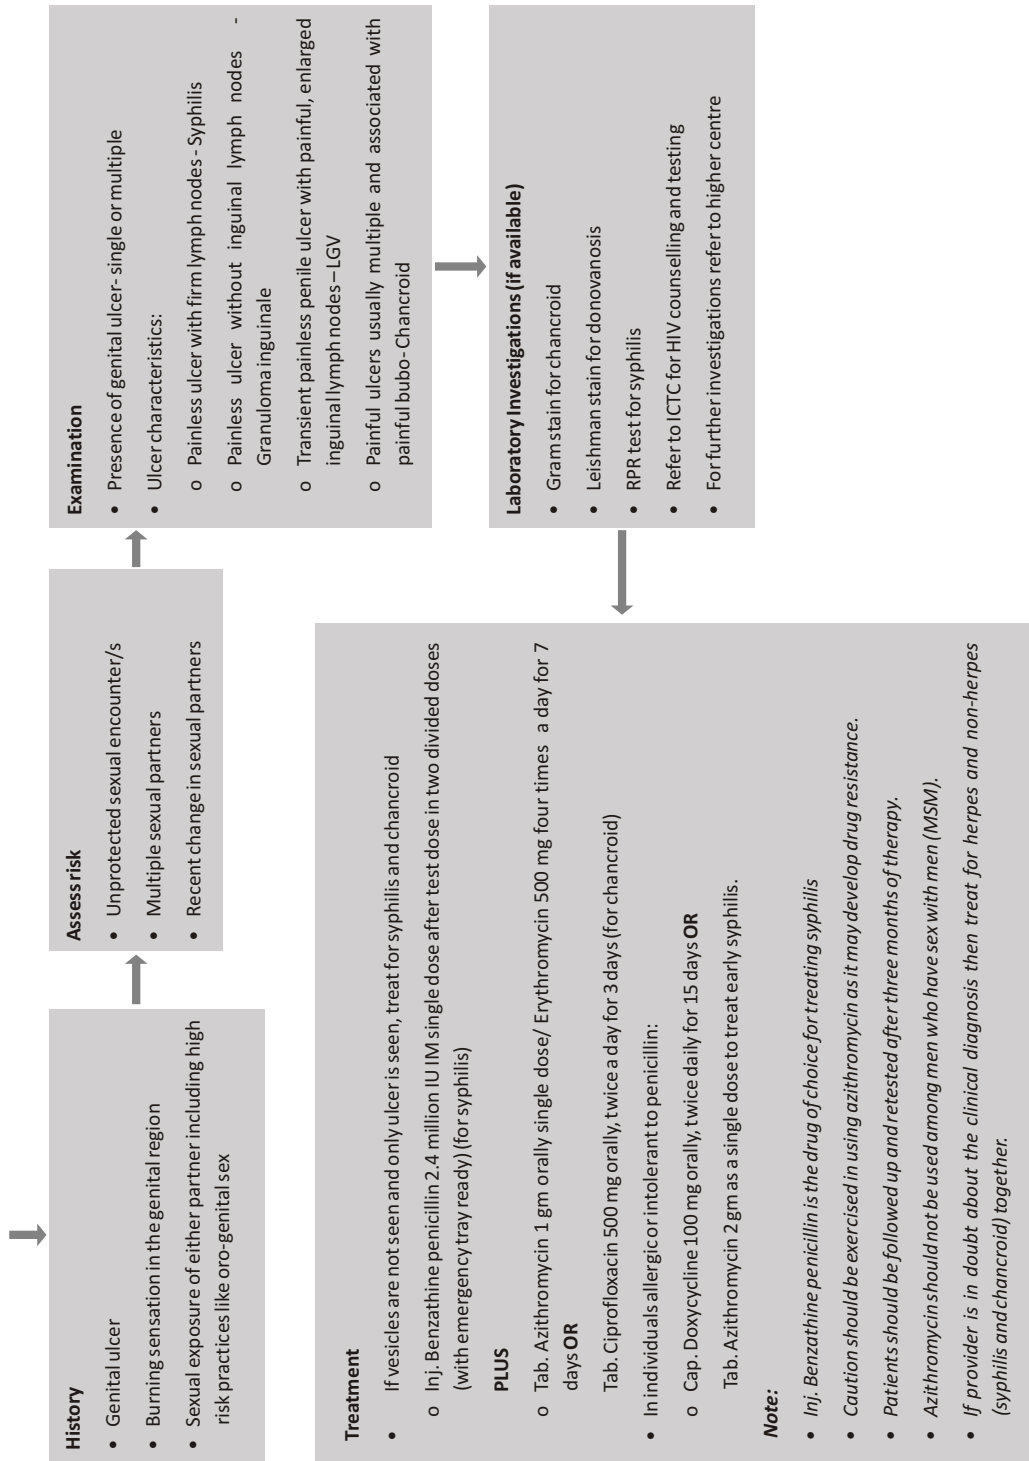 History
• Genital ulcer
• Burning sensation in the genital region
• Sexual exposure of either partner including high
risk practices like oro-genital sex
Assess risk
• Unprotected sexual encounter/s
• Multiple sexual partners
• Recent change in sexual partners
Examination
• Presence of genital ulcer- single or multiple
• Ulcer characteristics:
o Painless ulcer with firm lymph nodes - Syphilis
o Painless ulcer without inguinal lymph nodes -
Granuloma inguinale
o Transient painless penile ulcer with painful, enlarged
inguinal lymph nodes – LGV
o Painful ulcers usually multiple and associated with
painful bubo - Chancroid
Laboratory Investigations (if available)
• Gram stain for chancroid
• Leishman stain for donovanosis
• RPR test for syphilis
• Refer to ICTC for HIV counselling and testing
• For further investigations refer to higher centre
Treatment
• If vesicles are not seen and only ulcer is seen, treat for syphilis and chancroid
o Inj. Benzathine penicillin 2.4 million IU IM single dose after test dose in two divided doses
(with emergency tray ready) (for syphilis)
PLUS
o Tab. Azithromycin 1 gm orally single dose/ Erythromycin 500 mg four times a day for 7
days OR
Tab. Ciprofloxacin 500 mg orally, twice a day for 3 days (for chancroid)
• In individuals allergic or intolerant to penicillin:
o Cap. Doxycycline 100 mg orally, twice daily for 15 days OR
Tab. Azithromycin 2 gm as a single dose to treat early syphilis.
Note:
• Inj. Benzathine penicillin is the drug of choice for treating syphilis
• Caution should be exercised in using azithromycin as it may develop drug resistance.
• Patients should be followed up and retested after three months of therapy.
• Azithromycin should not be used among men who have sex with men (MSM).
• If provider is in doubt about the clinical diagnosis then treat for herpes and non-herpes
(syphilis and chancroid) together.